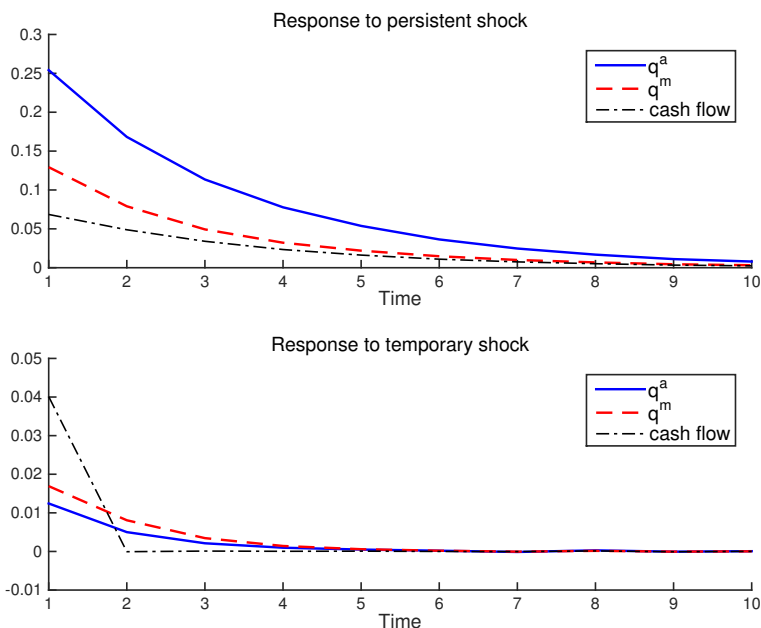 Response to persistent shock
0.3
0.25
0.2
0.15
0.1
0.05
0
q^a
q^m
cash flow
1 2 3 4 5 6 7 8 9 10
Time
Response to temporary shock
0.05
0.04
0.03
0.02
0.01
0
-0.01
q^a
q^m
cash flow
1 2 3 4 5 6 7 8 9 10
Time